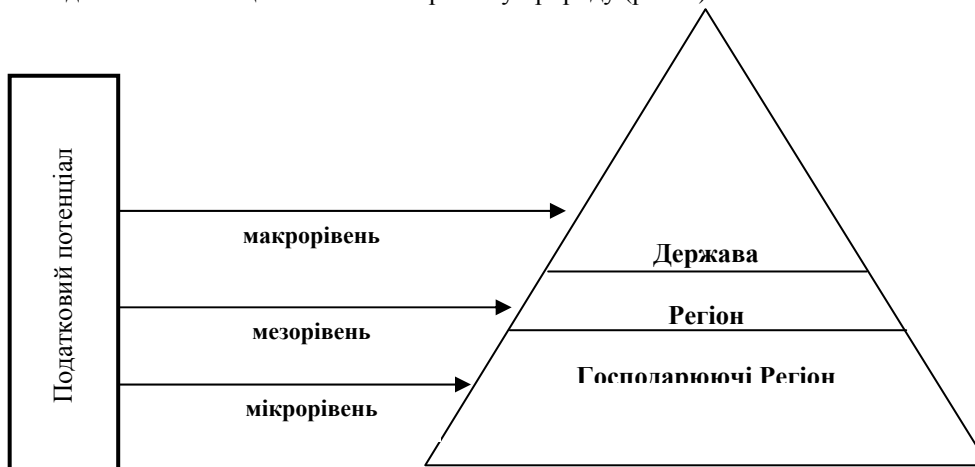 Податковий потенціал
макрорівень
Держава
мезорівень
Регіон
Господарюючі Регіон
мікрорівень